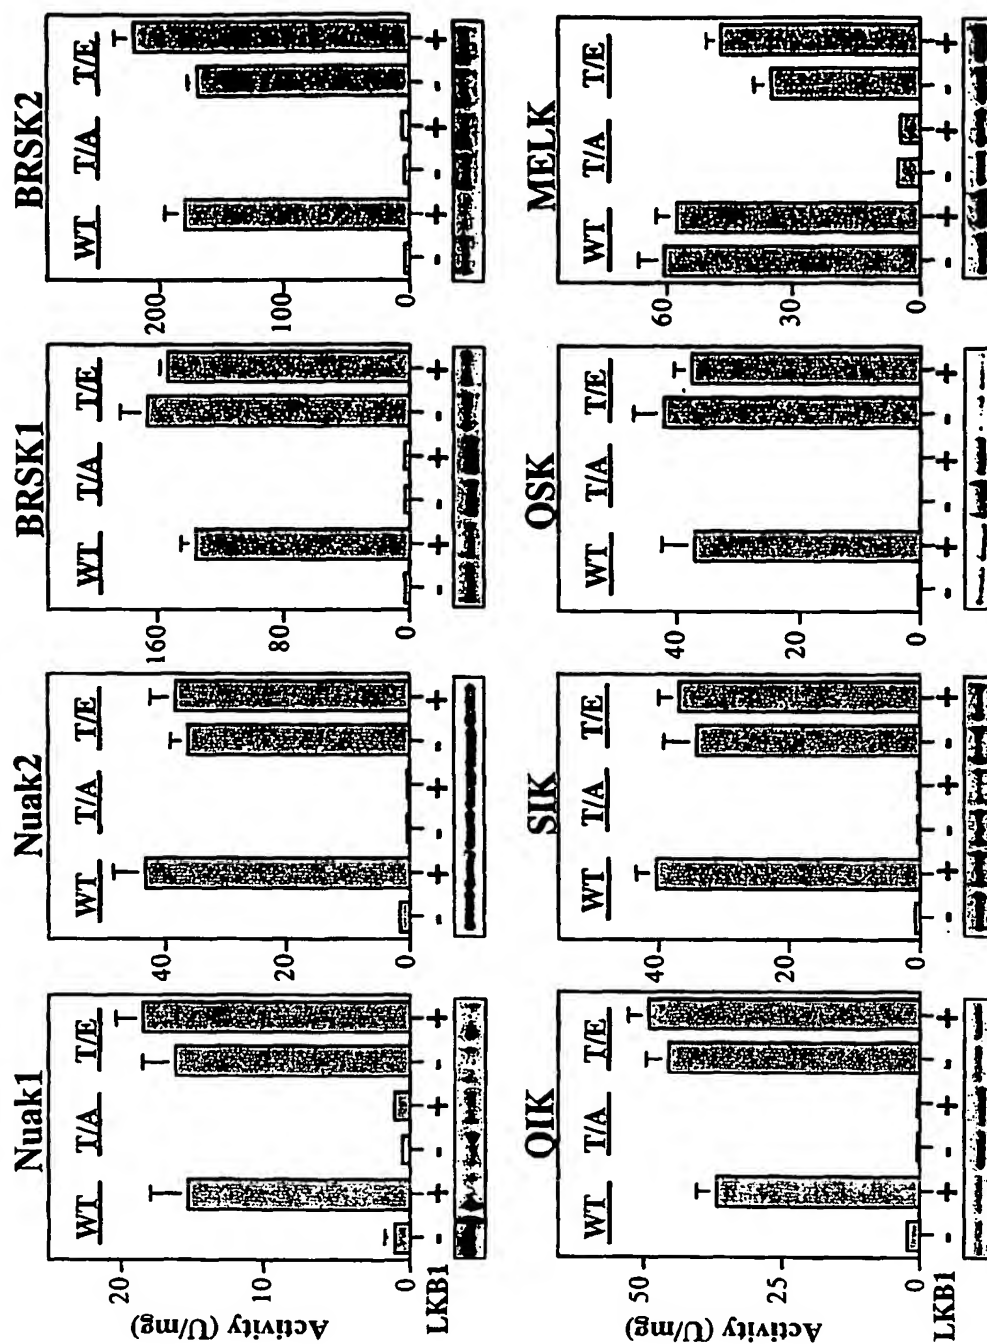 Nuak1 Nuak2 BRSK1 BRSK2
WT T/A T/E WT T/A T/E WT T/A T/E WT T/A T/E
Activity (U/mg)
20 40 160 200
10 20 80 100
0 0 0 0
LKB1 - + - + - + - + - + - + - + - + - + - + - + - +
QIK SIK QSK MELK
WT T/A T/E WT T/A T/E WT T/A T/E WT T/A T/E
Activity (U/mg)
50 40 40 60
25 20 20 30
0 0 0 0
LKB1 - + - + - + - + - + - + - + - + - + - + - + - +